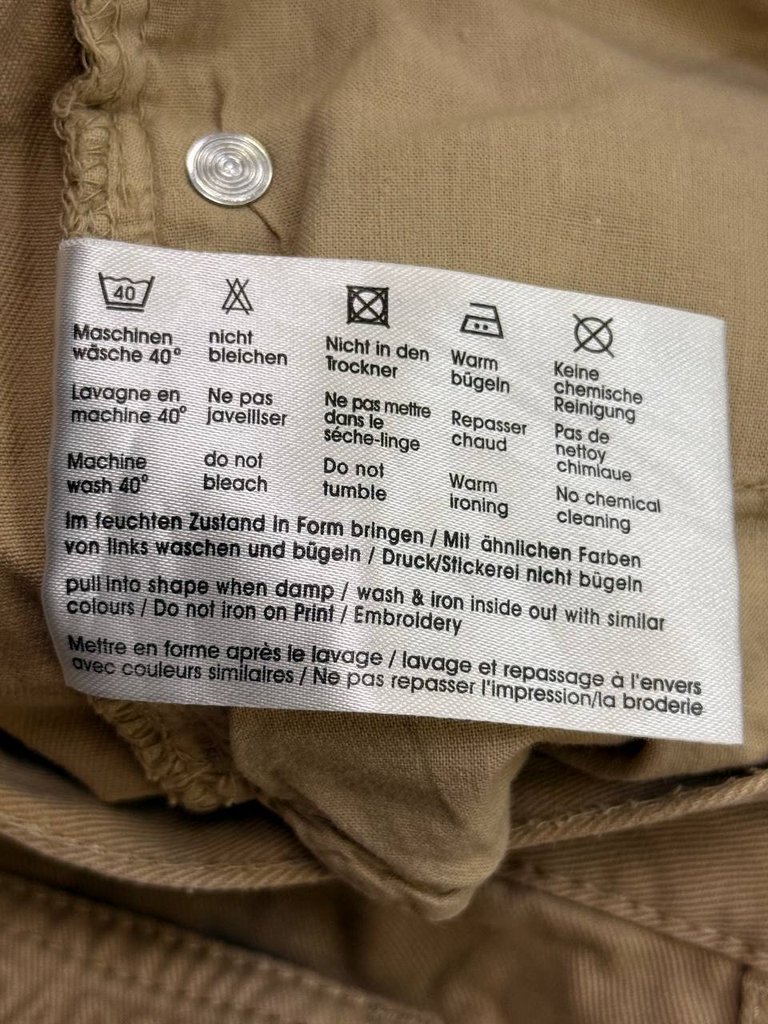 40
Maschinen
wäsche 40°
nicht
bleichen
Nicht in den
Trockner
Warm
bügeln
Keine
chemische
Reinigung
Lavagne en
machine 40°
Ne pas
javelliser
Ne pas mettre
dans le
séche-linge
Repasser
chaud
Pas de
nettoy
chimiaue
Machine
wash 40°
do not
bleach
Do not
tumble
Warm
ironing
No chemical
cleaning
Im feuchten Zustand in Form bringen / Mit ähnlichen Farben
von links waschen und bügeln / Druck/Stickerei nicht bügeln
pull into shape when damp / wash & iron inside out with similar
colours / Do not iron on Print / Embroidery
Mettre en forme après le lavage / lavage et repassage à l'envers
avec couleurs similaires / Ne pas repasser l'impression/la broderie